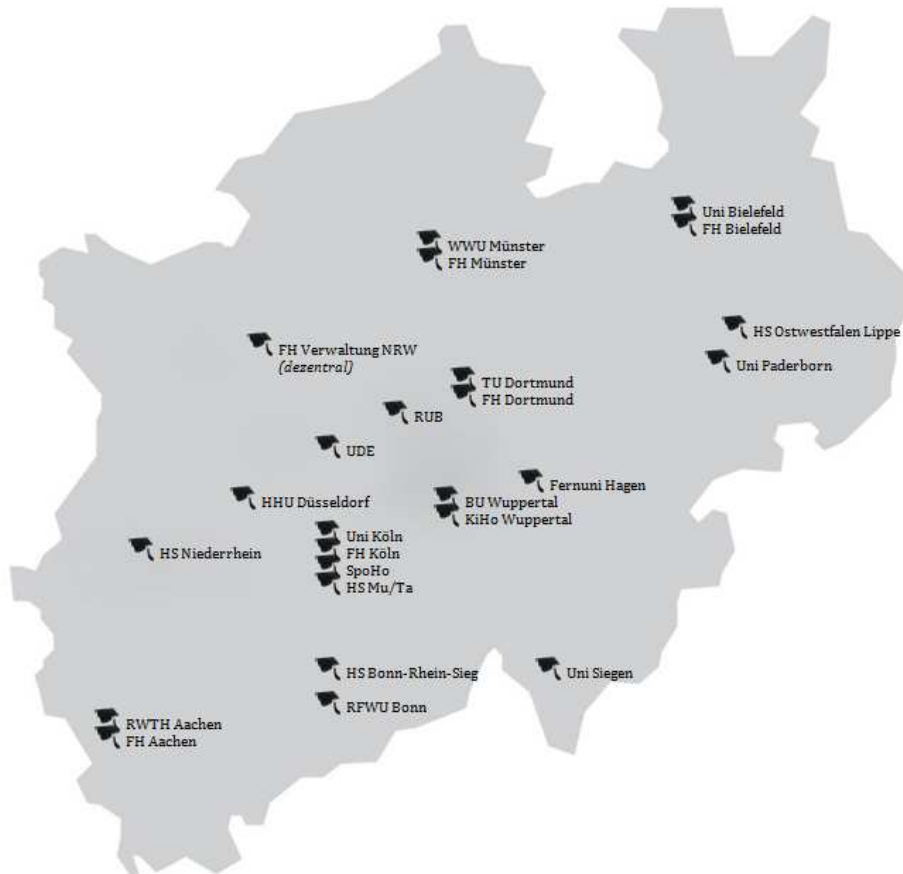 Uni Bielefeld
FH Bielefeld
WWU Münster
FH Münster
HS Ostwestfalen Lippe
FH Verwaltung NRW
(dezentral)
Uni Paderborn
TU Dortmund
FH Dortmund
RUB
UDE
Fernuni Hagen
HHU Düsseldorf
BU Wuppertal
KiHo Wuppertal
Uni Köln
FH Köln
SpoHo
HS Mu/Ta
HS Niederrhein
HS Bonn-Rhein-Sieg
Uni Siegen
RFWU Bonn
RWTH Aachen
FH Aachen